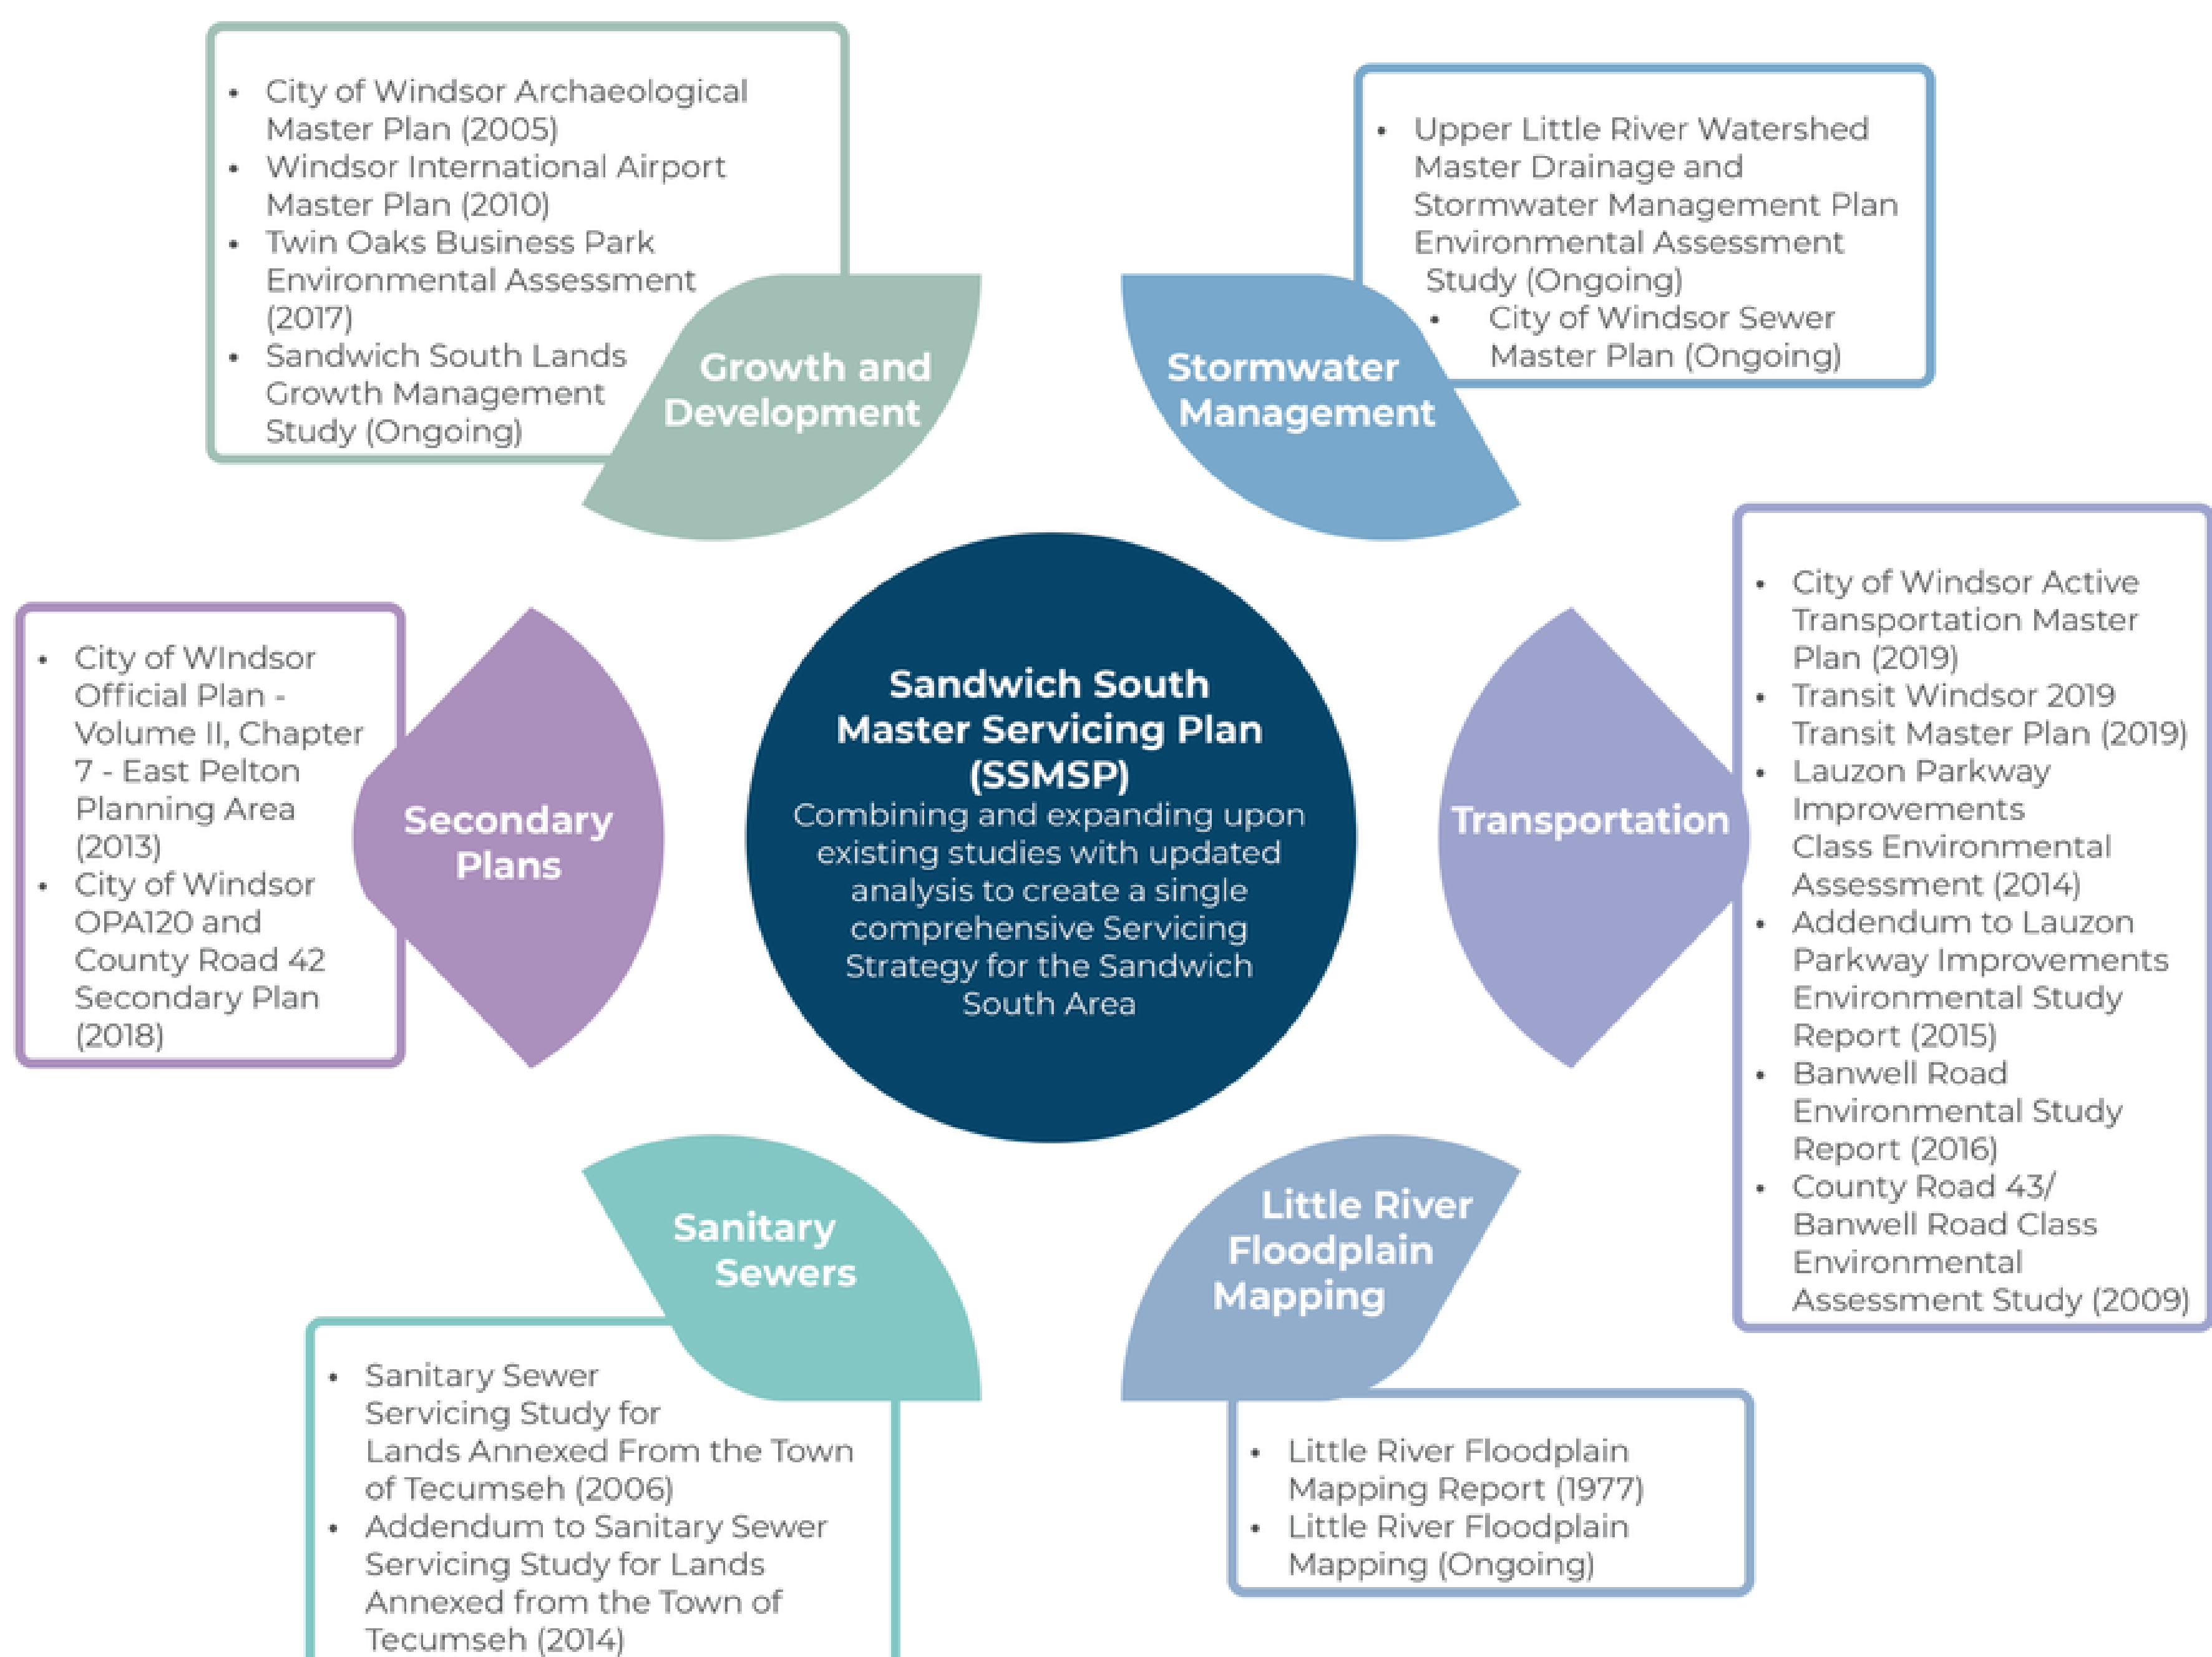 • City of Windsor Archaeological
Master Plan (2005)
• Windsor International Airport
Master Plan (2010)
• Twin Oaks Business Park
Environmental Assessment
(2017)
• Sandwich South Lands
Growth Management
Study (Ongoing)
Growth and
Development
• Upper Little River Watershed
Master Drainage and
Stormwater Management Plan
Environmental Assessment
Study (Ongoing)
• City of Windsor Sewer
Master Plan (Ongoing)
Stormwater
Management
• City of WIndsor
Official Plan -
Volume II, Chapter
7 - East Pelton
Planning Area
(2013)
• City of Windsor
OPA120 and
County Road 42
Secondary Plan
(2018)
Secondary
Plans
Sandwich South
Master Servicing Plan
(SSMSP)
Combining and expanding upon
existing studies with updated
analysis to create a single
comprehensive Servicing
Strategy for the Sandwich
South Area
Transportation
• City of Windsor Active
Transportation Master
Plan (2019)
• Transit Windsor 2019
Transit Master Plan (2019)
• Lauzon Parkway
Improvements
Class Environmental
Assessment (2014)
• Addendum to Lauzon
Parkway Improvements
Environmental Study
Report (2015)
• Banwell Road
Environmental Study
Report (2016)
• County Road 43/
Banwell Road Class
Environmental
Assessment Study (2009)
Sanitary
Sewers
• Sanitary Sewer
Servicing Study for
Lands Annexed From the Town
of Tecumseh (2006)
• Addendum to Sanitary Sewer
Servicing Study for Lands
Annexed from the Town of
Tecumseh (2014)
Little River
Floodplain
Mapping
• Little River Floodplain
Mapping Report (1977)
• Little River Floodplain
Mapping (Ongoing)